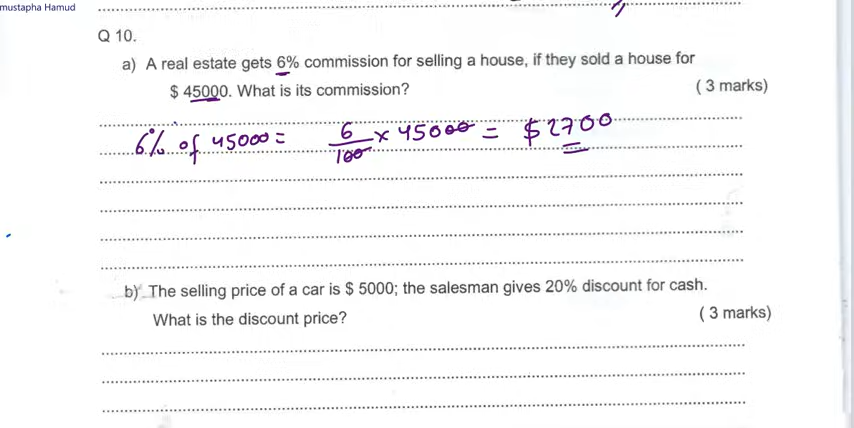 mustapha Hamud
Q 10.
a) A real estate gets 6% commission for selling a house, if they sold a house for
$ 45000. What is its commission? ( 3 marks)
6% of 45000 = 6/100 × 45000 = $ 2700
b) The selling price of a car is $ 5000; the salesman gives 20% discount for cash.
What is the discount price? ( 3 marks)